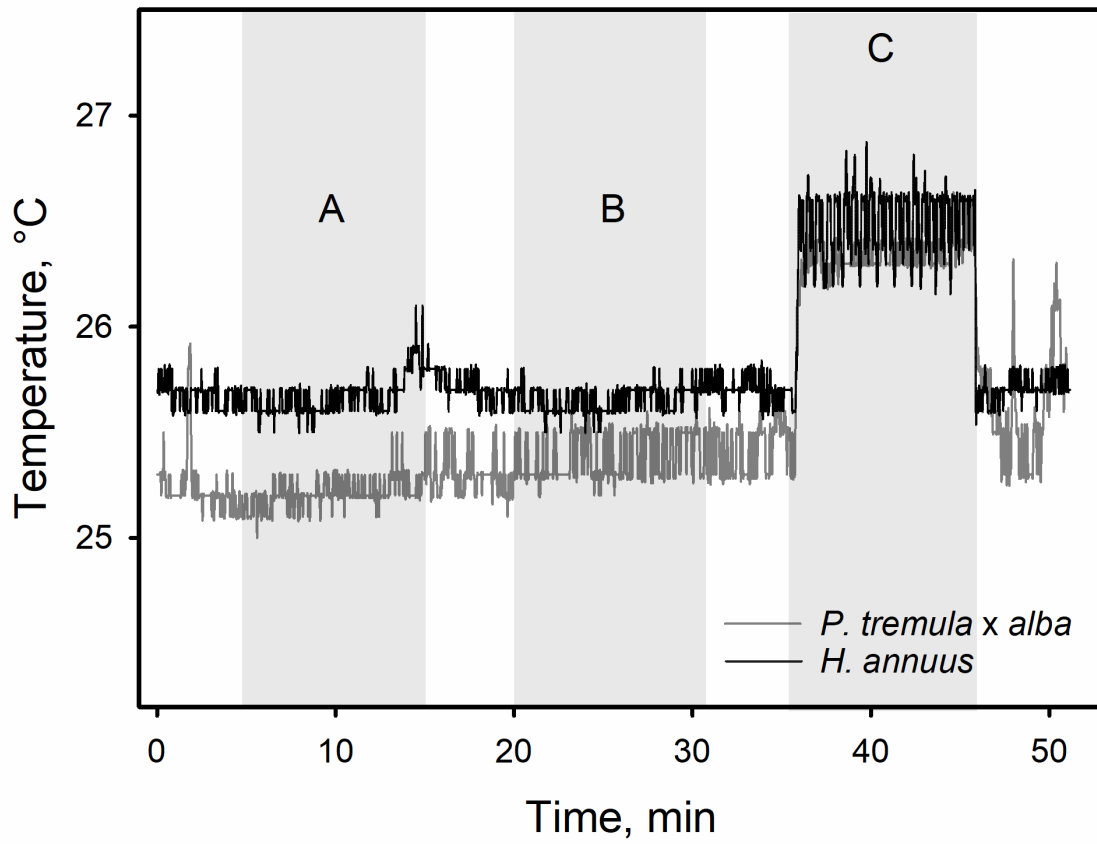 C
27
A
B
Temperature, °C
26
25
P. tremula x alba
H. annuus
0
10
20
30
40
50
Time, min